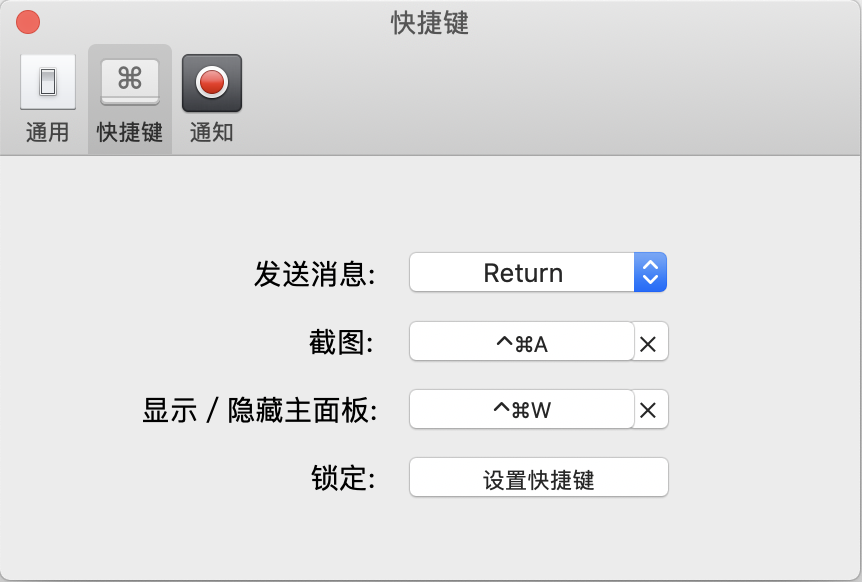 快捷键
通用
快捷键
通知
发送消息: Return
截图: ^⌘A ×
显示 / 隐藏主面板: ^⌘W ×
锁定: 设置快捷键